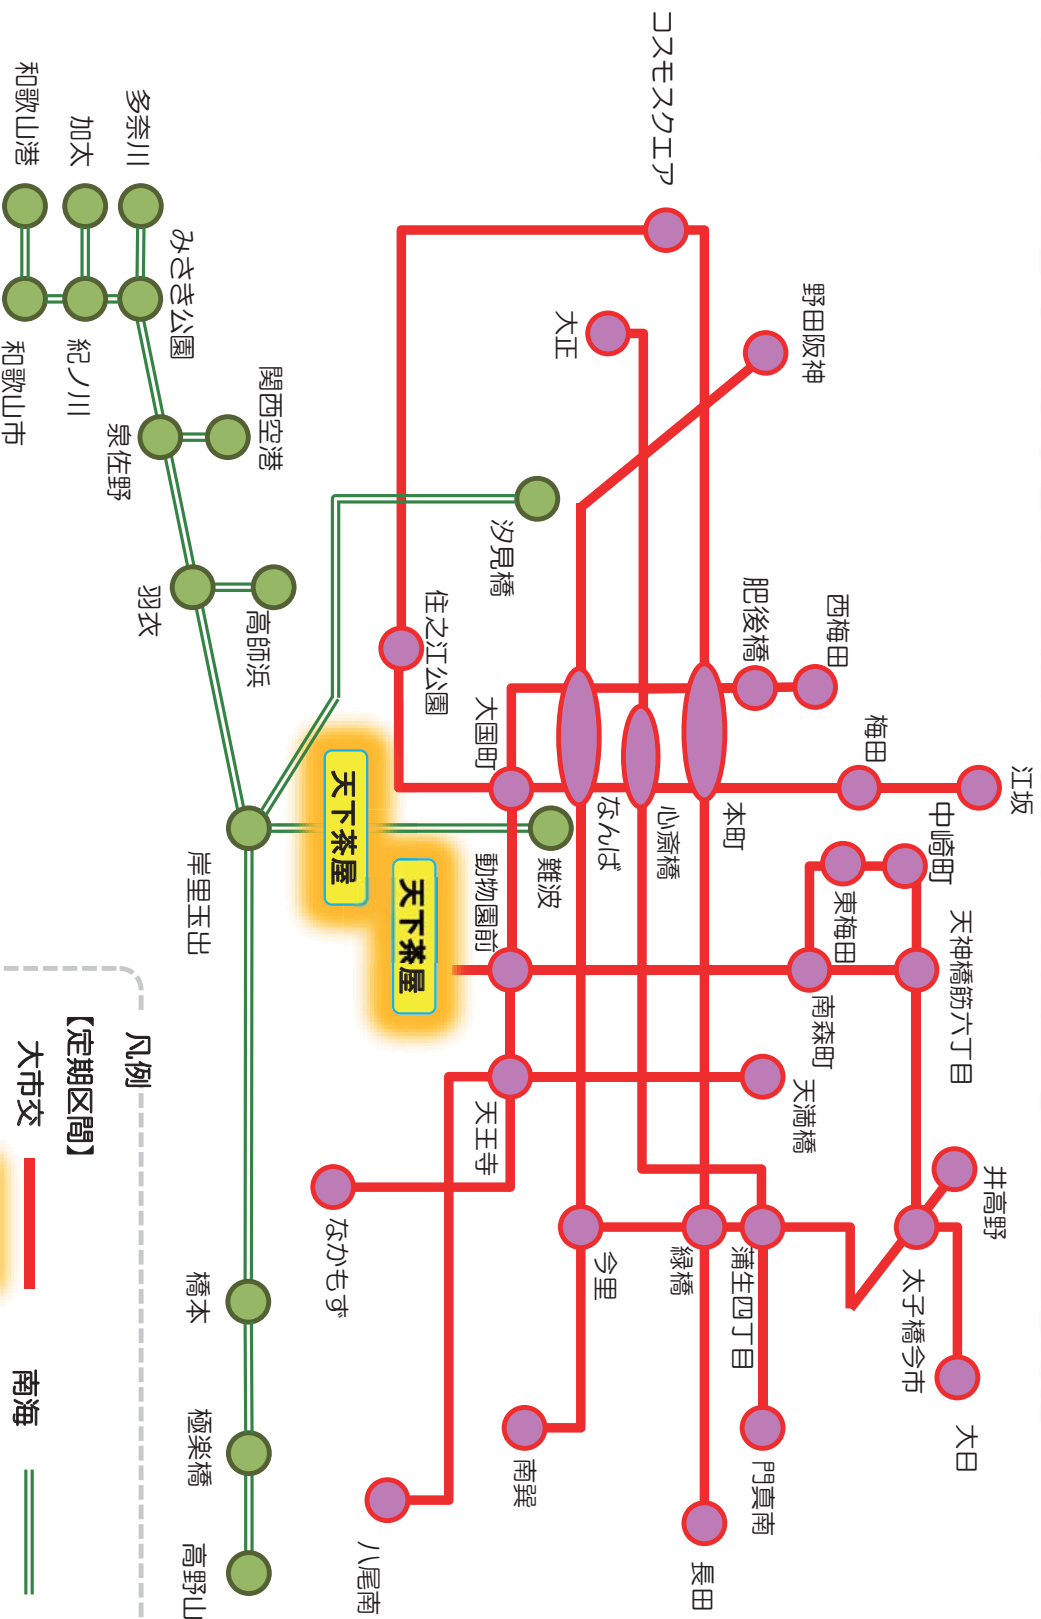 江坂
梅田
中崎町
天神橋筋六丁目
東梅田
南森町
西梅田
肥後橋
野田阪神
コスモスクエア
大正
本町
心斎橋
なんば
天満橋
井高野
太子橋今市
大日
蒲生四丁目
門真南
緑橋
長田
今里
南巽
汐見橋
住之江公園
大国町
難波
動物園前
天王寺
なかもず
八尾南
天下茶屋
天下茶屋
関西空港
高師浜
多奈川
みさき公園
加太
紀ノ川
和歌山港
和歌山市
泉佐野
羽衣
岸里玉出
橋本
極楽橋
高野山
凡例
【定期区間】
大市交
南海